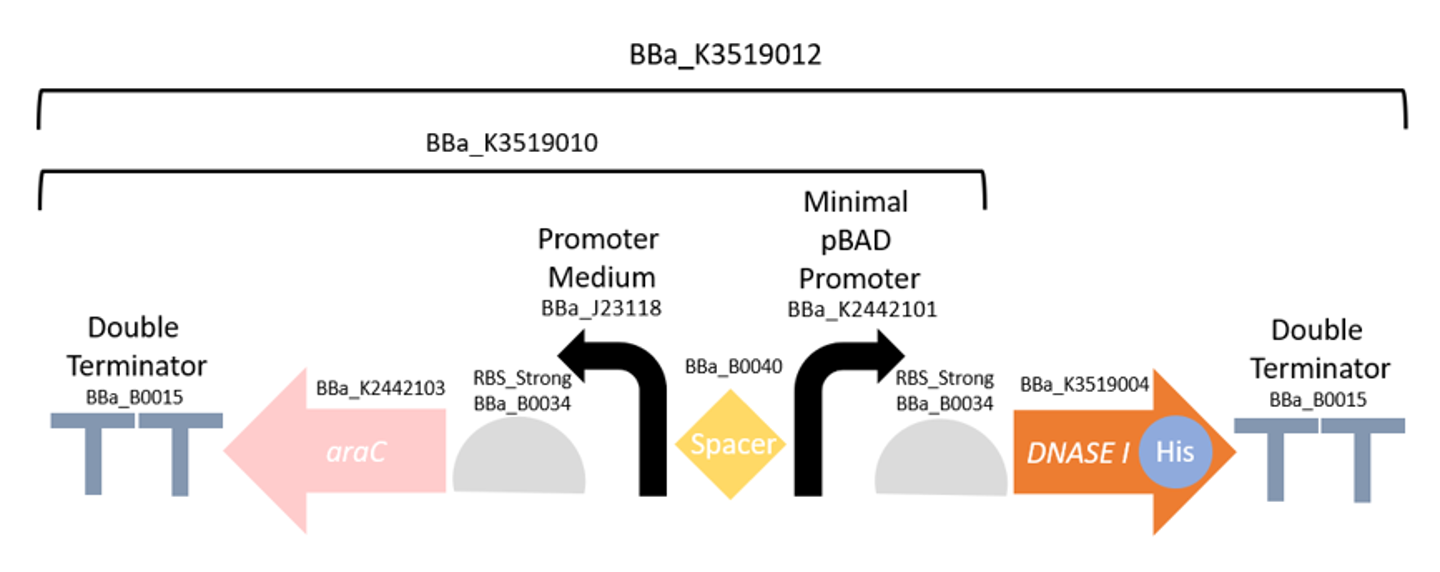 BBa_K3519012
BBa_K3519010
Minimal
pBAD
Promoter
BBa_K2442101
Promoter
Medium
BBa_J23118
Double
Terminator
BBa_B0015
BBa_K2442103
RBS_Strong
BBa_B0034
BBa_B0040
RBS_Strong
BBa_B0034
BBa_K3519004
Double
Terminator
BBa_B0015
araC
Spacer
DNASE I
His